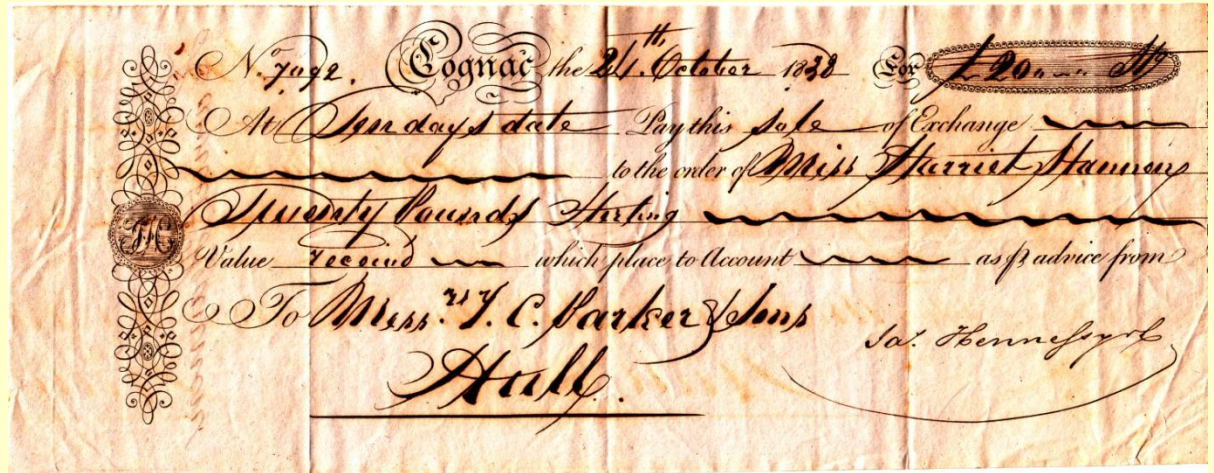 No. 7092. Cognac the 24th. October 1838 For £20 Stg
At Ten days date Pay this sole of Exchange
to the order of Miss Harriet Hannony
Twenty Pounds Sterling
Value received which place to Account as ℔ advice from
JH
To Messrs. T. C. Parker & Sons
Jas. Hennessy & Co
Hull.